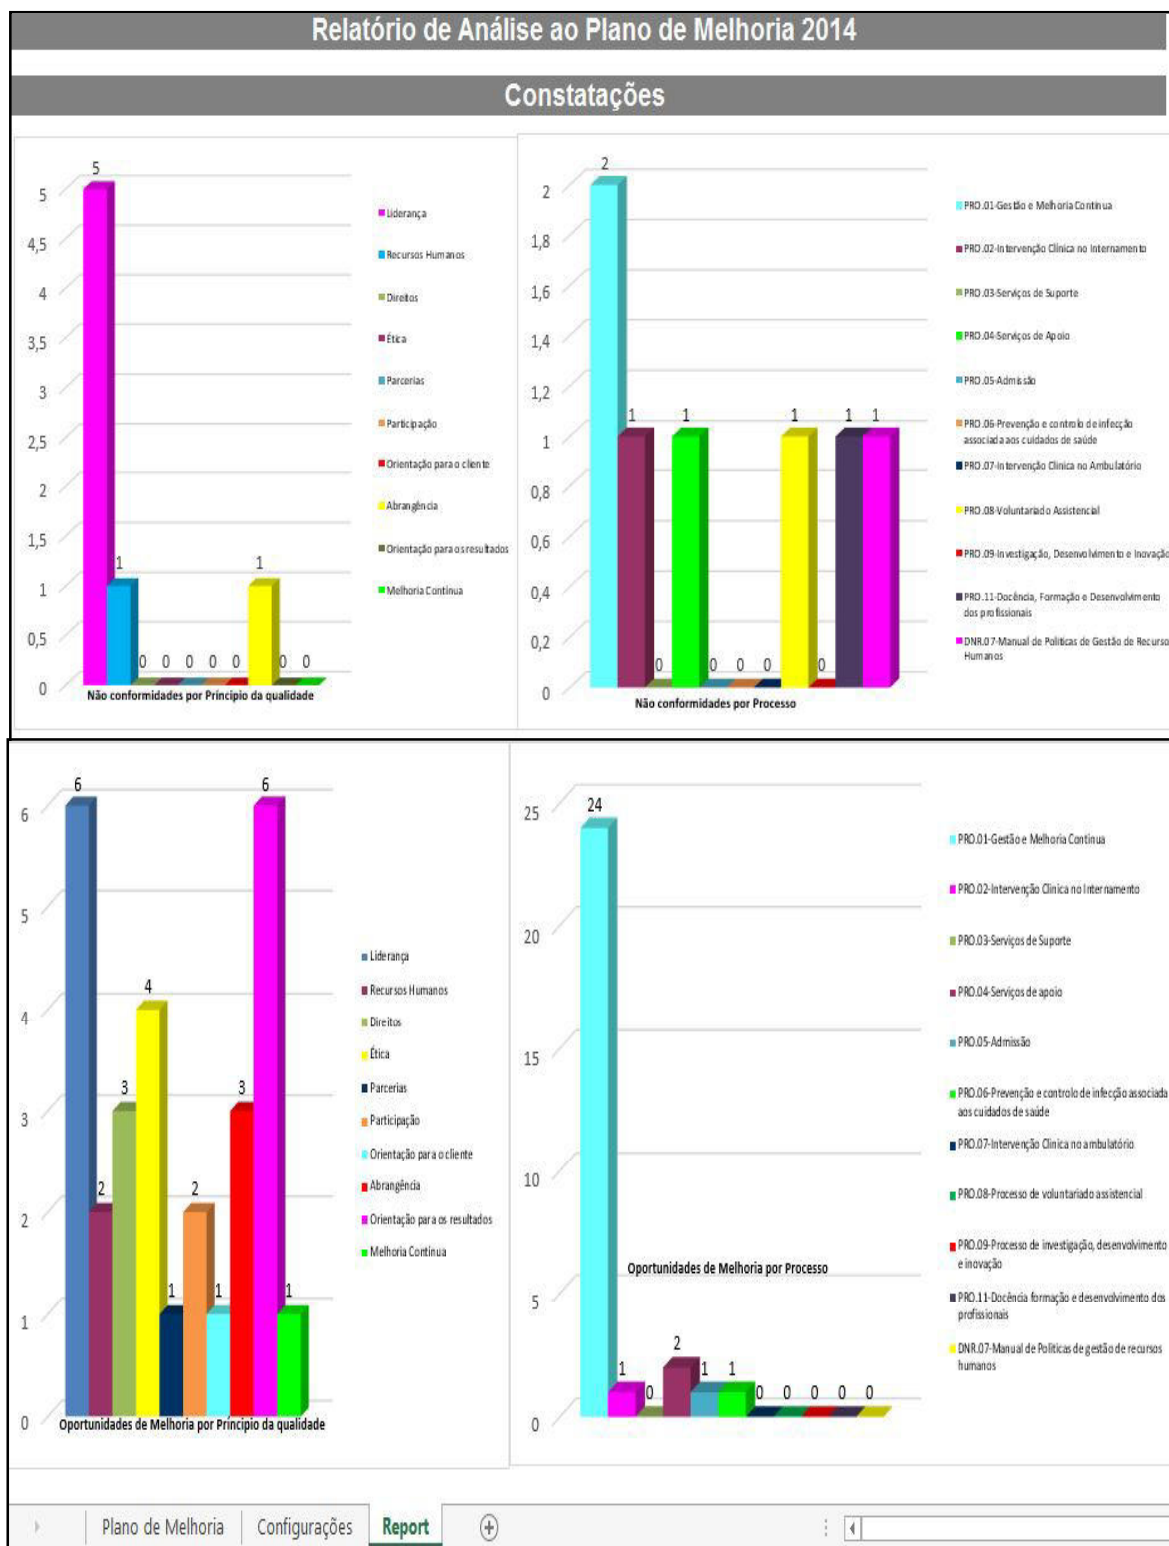 Relatório de Análise ao Plano de Melhoria 2014
Constatações
5
5
4,5
4
3,5
3
2,5
2
1,5
1
0,5
0
1
0 0 0 0 0
1
0 0
Não conformidades por Príncipio da qualidade
Liderança
Recursos Humanos
Direitos
Ética
Parcerias
Participação
Orientação para o cliente
Abrangência
Orientação para os resultados
Melhoria Contínua
2
2
1,8
1,6
1,4
1,2
1
0,8
0,6
0,4
0,2
0
1
0
1
0 0 0
1
0
1
1
Não conformidades por Processo
PRO.01-Gestão e Melhoria Continua
PRO.02-Intervenção Clínica no Internamento
PRO.03-Serviços de Suporte
PRO.04-Serviços de Apoio
PRO.05-Admissão
PRO.06-Prevenção e controlo de infecção
associada aos cuidados de saúde
PRO.07-Intervenção Clinica no Ambulatório
PRO.08-Voluntariado Assistencial
PRO.09-Investigação, Desenvolvimento e Inovação
PRO.11-Docência, Formação e Desenvolvimento
dos profissionais
DNR.07-Manual de Politicas de Gestão de Recurso
Humanos
6
6
5
4
3
2
1
0
2
3
4
1
2
1
3
6
1
Oportunidades de Melhoria por Príncipio da qualidade
Liderança
Recursos Humanos
Direitos
Ética
Parcerias
Participação
Orientação para o cliente
Abrangência
Orientação para os resultados
Melhoria Continua
25
20
15
10
5
0
24
1
0
2
1
1
0 0 0 0 0
Oportunidades de Melhoria por Processo
PRO.01-Gestão e Melhoria Continua
PRO.02-Intervenção Clinica no Internamento
PRO.03-Serviços de Suporte
PRO.04-Serviços de apoio
PRO.05-Admissão
PRO.06-Prevenção e controlo de infecção associada
aos cuidados de saúde
PRO.07-Intervenção Clinica no ambulatório
PRO.08-Processo de voluntariado assistencial
PRO.09-Processo de investigação, desenvolvimento
e inovação
PRO.11-Docência formação e desenvolvimento dos
profissionais
DNR.07-Manual de Politicas de gestão de recursos
humanos
Plano de Melhoria
Configurações
Report